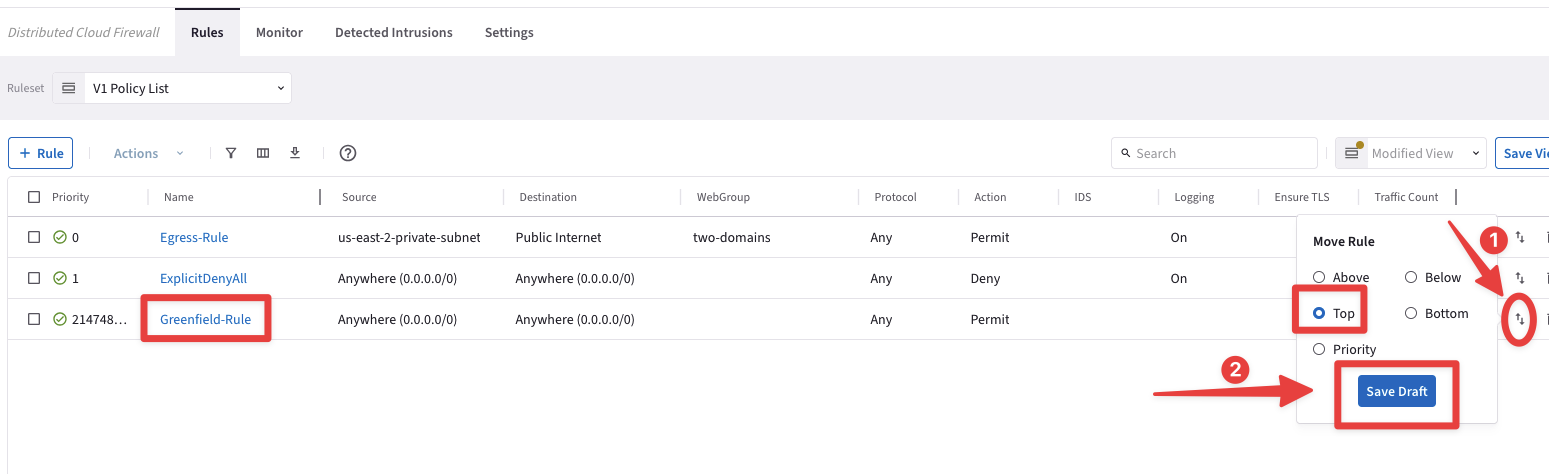 Distributed Cloud Firewall Rules Monitor Detected Intrusions Settings
Ruleset V1 Policy List
+ Rule Actions ? Search Modified View Save Vie
Priority Name Source Destination WebGroup Protocol Action IDS Logging Ensure TLS Traffic Count
0 Egress-Rule us-east-2-private-subnet Public Internet two-domains Any Permit On
1 ExplicitDenyAll Anywhere (0.0.0.0/0) Anywhere (0.0.0.0/0) Any Deny On
214748... Greenfield-Rule Anywhere (0.0.0.0/0) Anywhere (0.0.0.0/0) Any Permit
Move Rule
1
Above Below
Top Bottom
Priority
2
Save Draft